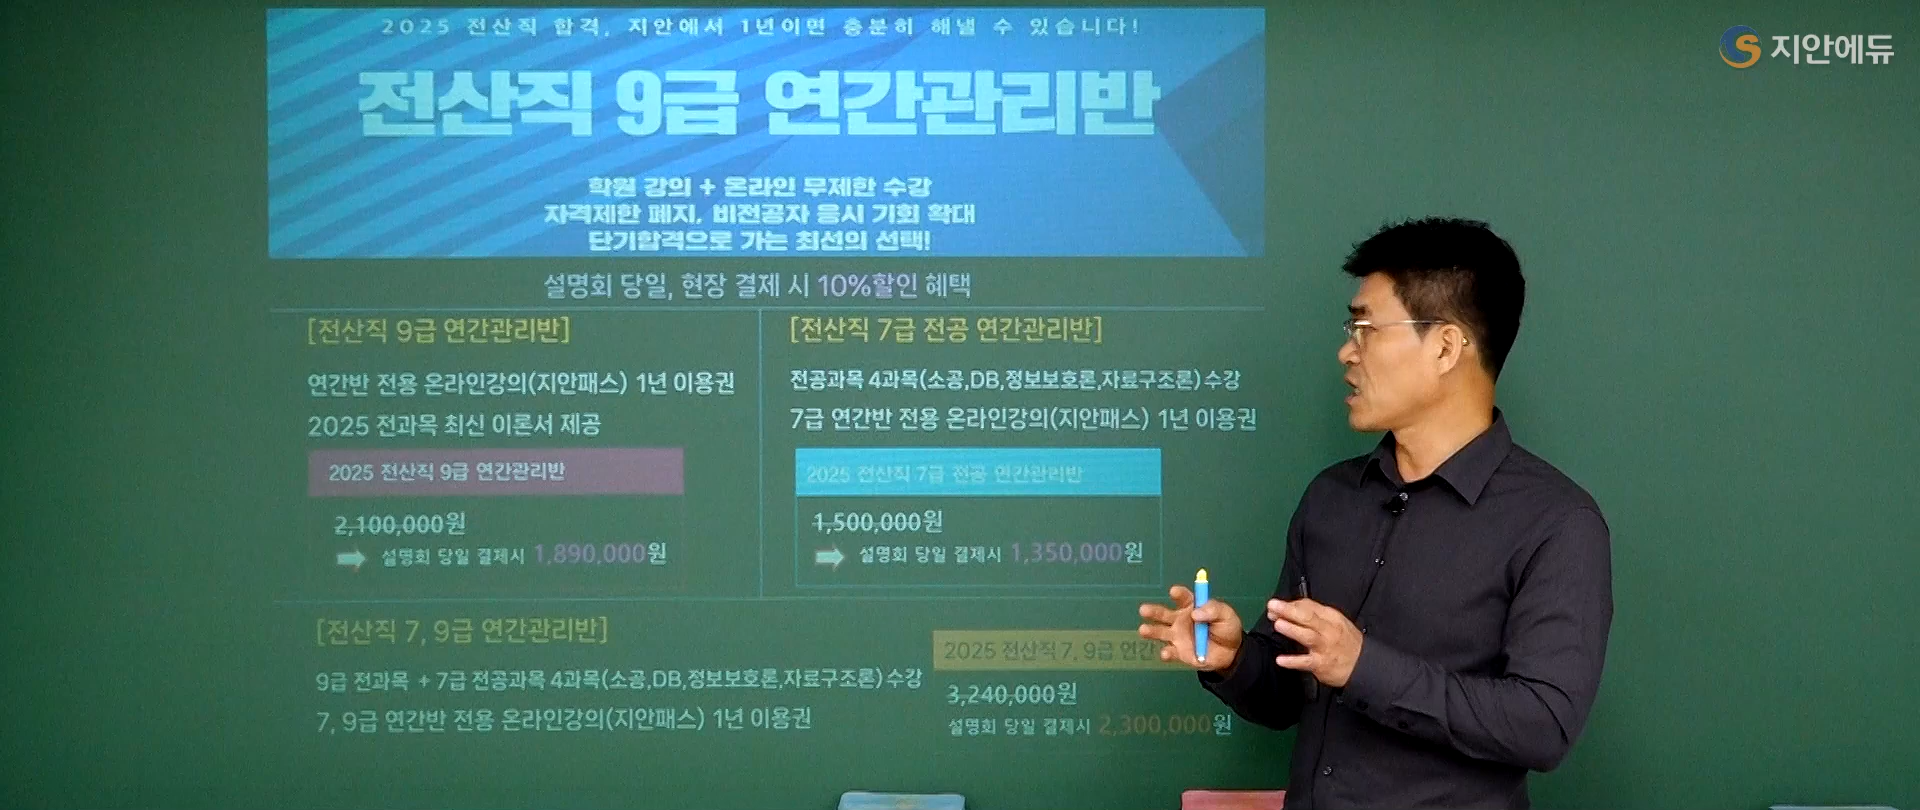 지안에듀
2025 전산직 합격, 지안에서 1년이면 충분히 해낼 수 있습니다!
전산직 9급 연간관리반
학원 강의 + 온라인 무제한 수강
자격제한 폐지, 비전공자 응시 기회 확대
단기합격으로 가는 최선의 선택!
설명회 당일, 현장 결제 시 10%할인 혜택
[전산직 9급 연간관리반]
연간반 전용 온라인강의(지안패스) 1년 이용권
2025 전과목 최신 이론서 제공
2025 전산직 9급 연간관리반
2,100,000원
설명회 당일 결제시 1,890,000원
[전산직 7급 전공 연간관리반]
전공과목 4과목(소공,DB,정보보호론,자료구조론) 수강
7급 연간반 전용 온라인강의(지안패스) 1년 이용권
2025 전산직 7급 전공 연간관리반
1,500,000원
설명회 당일 결제시 1,350,000원
[전산직 7, 9급 연간관리반]
9급 전과목 + 7급 전공과목 4과목(소공,DB,정보보호론,자료구조론) 수강
7, 9급 연간반 전용 온라인강의(지안패스) 1년 이용권
2025 전산직 7, 9급 연간
3,240,000원
설명회 당일 결제시 2,300,000원